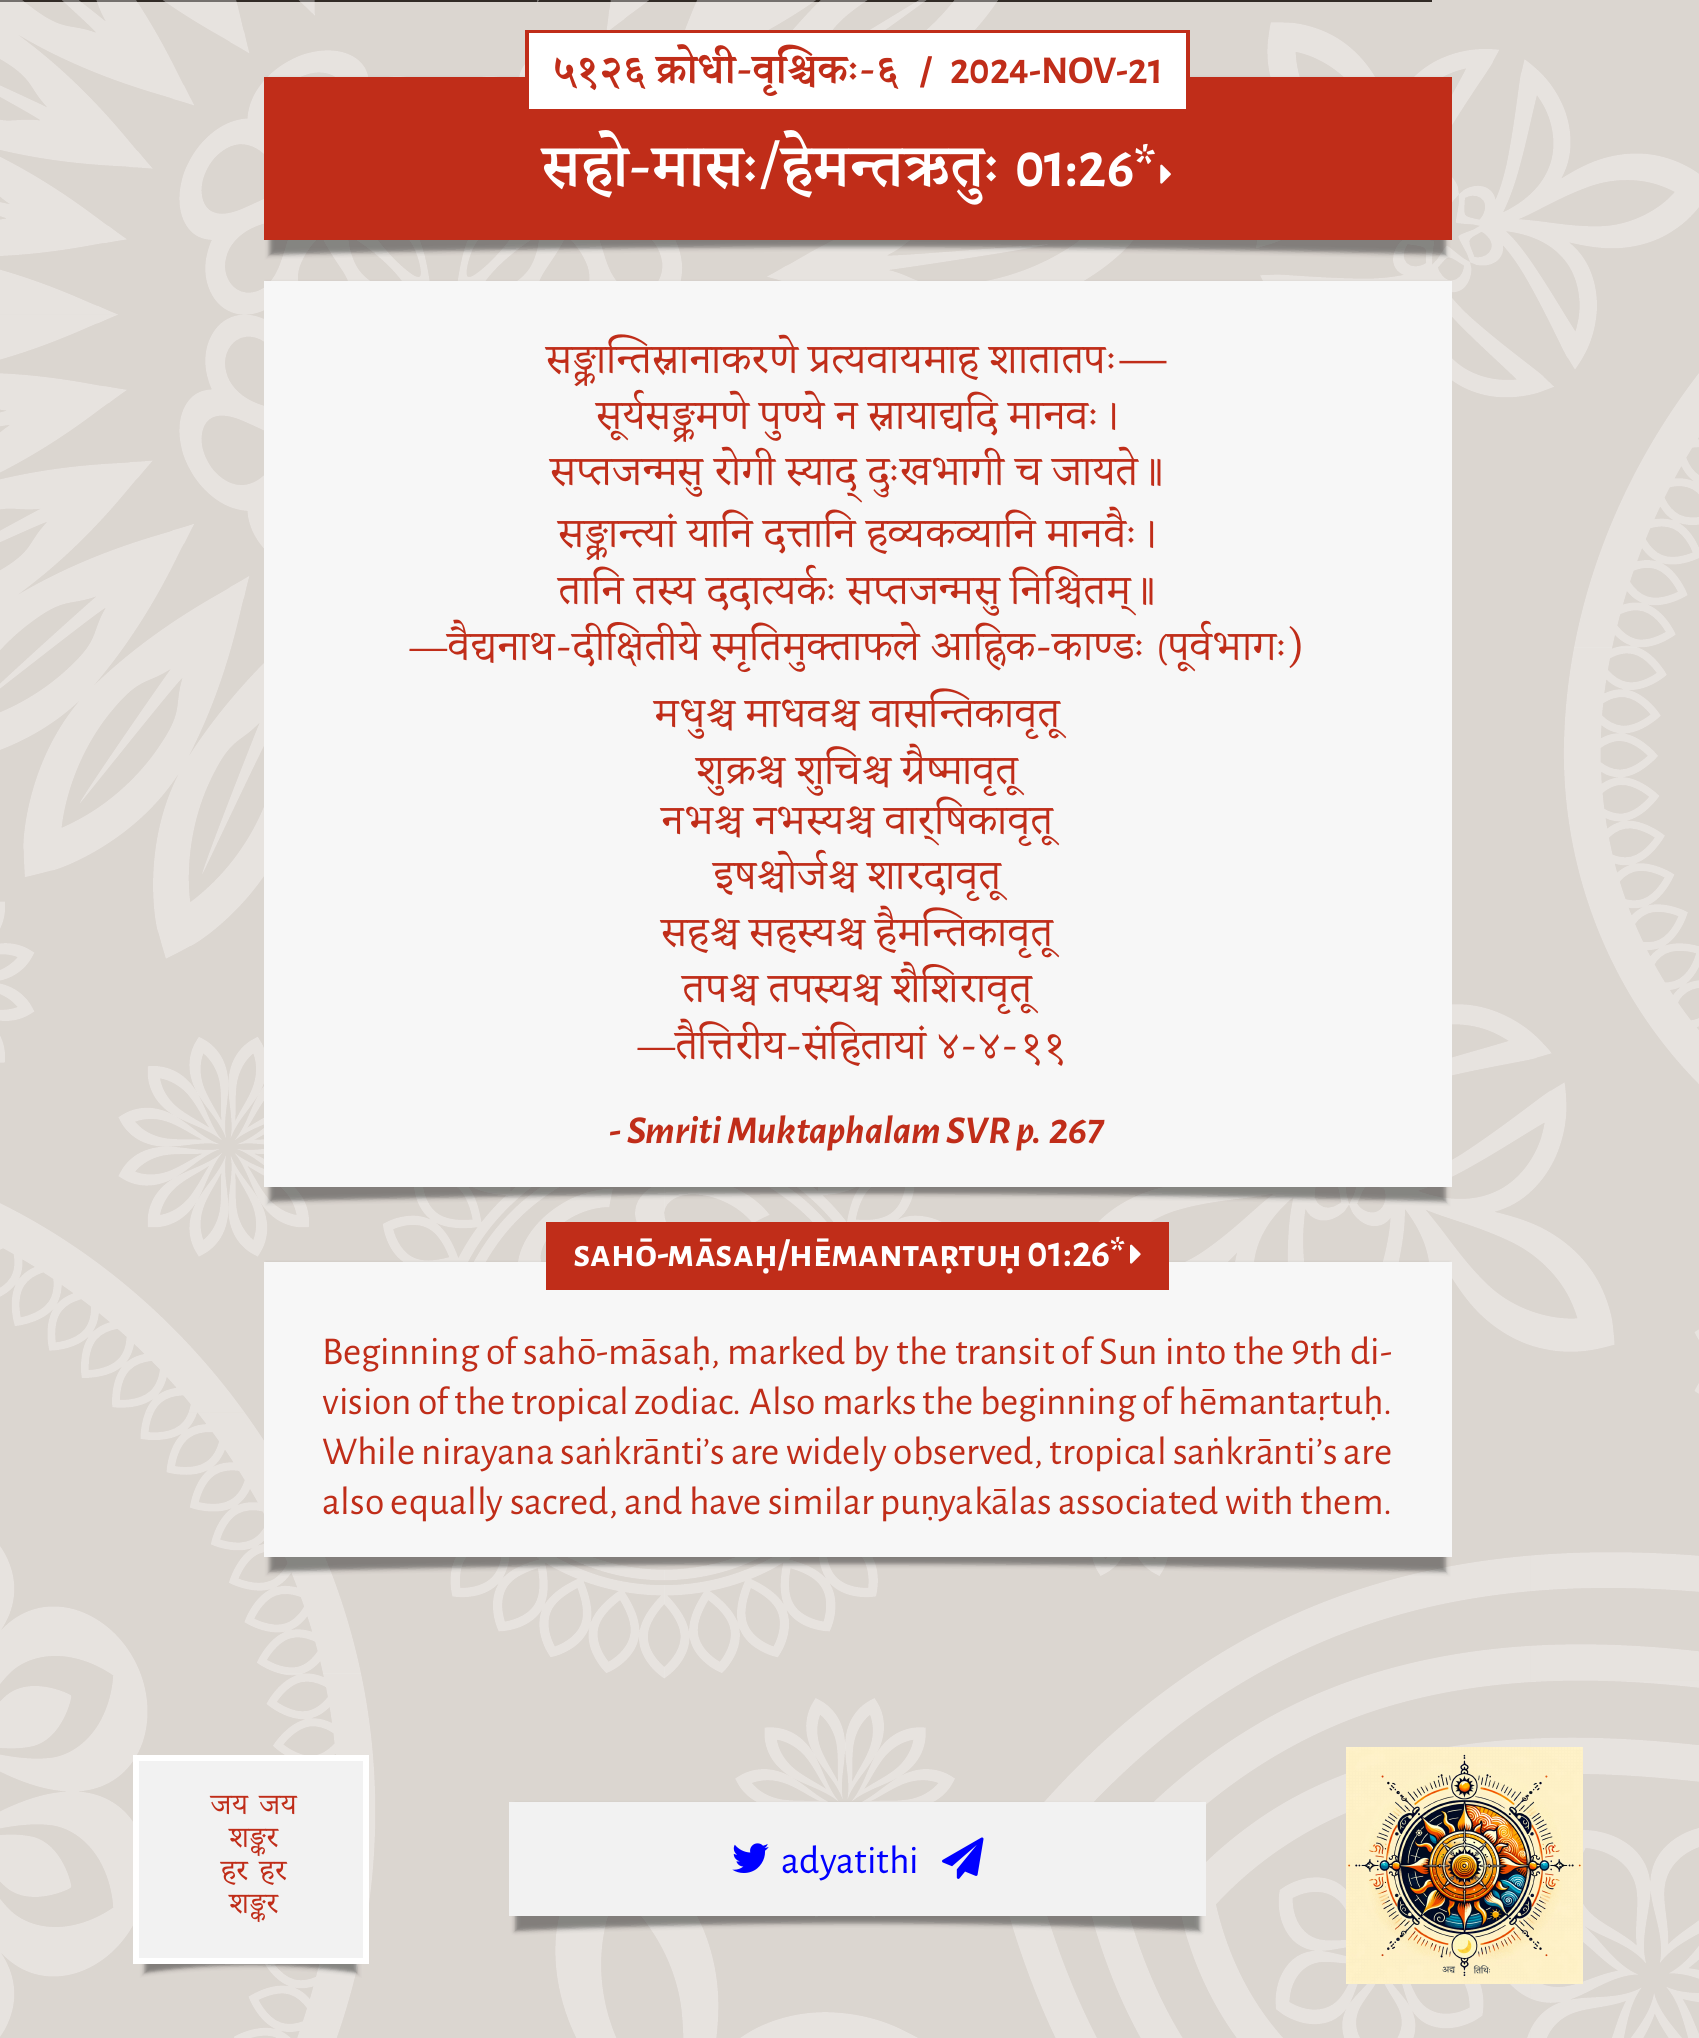 ५१२६ क्रोधी-वृश्चिकः-६ / 2024-NOV-21
सहो-मासः/हेमन्तऋतुः 01:26*
सङ्क्रान्तिस्नानाकरणे प्रत्यवायमाह शातातपः—
सूर्यसङ्क्रमणे पुण्ये न स्नायाद्यदि मानवः।
सप्तजन्मसु रोगी स्याद् दुःखभागी च जायते॥
सङ्क्रान्त्यां यानि दत्तानि हव्यकव्यानि मानवैः।
तानि तस्य ददात्यर्कः सप्तजन्मसु निश्चितम्॥
—वैद्यनाथ-दीक्षितीये स्मृतिमुक्ताफले आह्निक-काण्डः (पूर्वभागः)
मधुश्च माधवश्च वासन्तिकावृतू
शुक्रश्च शुचिश्च ग्रैष्मावृतू
नभश्च नभस्यश्च वार्‌षिकावृतू
इषश्चोर्जश्च शारदावृतू
सहश्च सहस्यश्च हैमन्तिकावृतू
तपश्च तपस्यश्च शैशिरावृतू
—तैत्तिरीय-संहितायां ४-४-११
- Smriti Muktaphalam SVR p. 267
SAHŌ-MĀSAḤ/HĒMANTAṚTUḤ 01:26*
Beginning of sahō-māsaḥ, marked by the transit of Sun into the 9th di-
vision of the tropical zodiac. Also marks the beginning of hēmantaṛtuḥ.
While nirayana saṅkrānti’s are widely observed, tropical saṅkrānti’s are
also equally sacred, and have similar puṇyakālas associated with them.
जय जय
शङ्कर
हर हर
शङ्कर
adyatithi
अद्य तिथिः